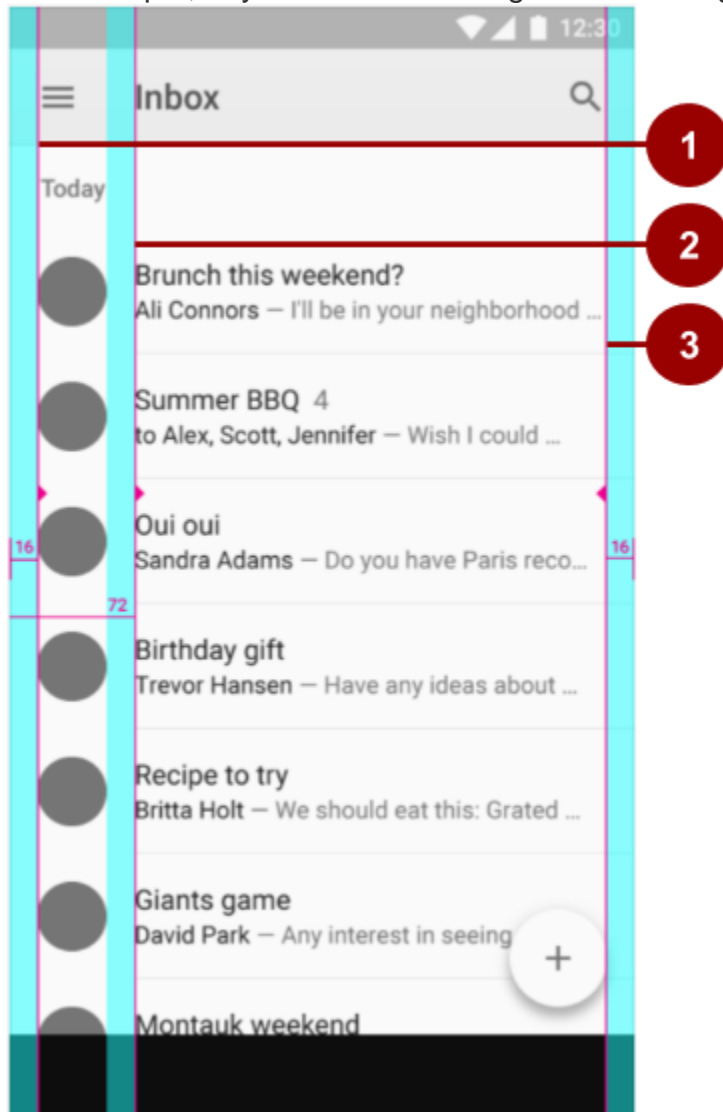 12:30
Inbox
1
Today
2
Brunch this weekend?
Ali Connors — I'll be in your neighborhood ...
3
Summer BBQ 4
to Alex, Scott, Jennifer — Wish I could ...
Oui oui
16
16
Sandra Adams — Do you have Paris reco...
72
Birthday gift
Trevor Hansen — Have any ideas about ...
Recipe to try
Britta Holt — We should eat this: Grated ...
Giants game
David Park — Any interest in seeing
+
Montauk weekend